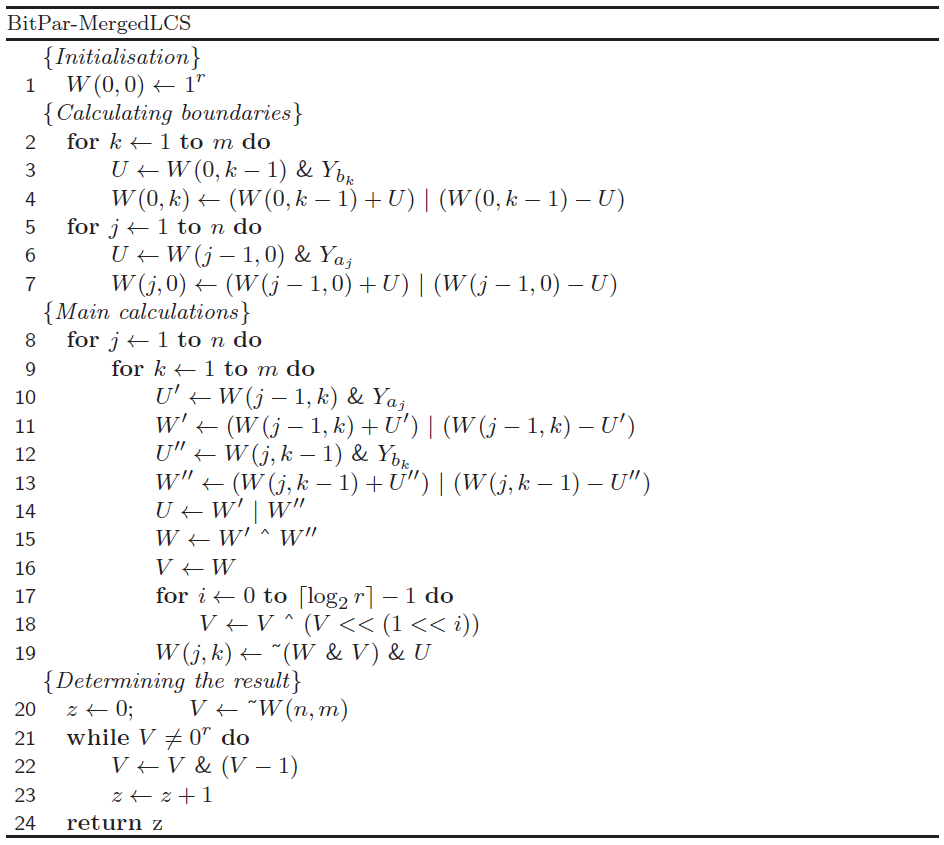 BitPar-MergedLCS
{Initialisation}
1 W(0, 0) ← 1^r
{Calculating boundaries}
2 for k ← 1 to m do
3 U ← W(0, k − 1) & Y_{b_k}
4 W(0, k) ← (W(0, k − 1) + U) | (W(0, k − 1) − U)
5 for j ← 1 to n do
6 U ← W(j − 1, 0) & Y_{a_j}
7 W(j, 0) ← (W(j − 1, 0) + U) | (W(j − 1, 0) − U)
{Main calculations}
8 for j ← 1 to n do
9 for k ← 1 to m do
10 U′ ← W(j − 1, k) & Y_{a_j}
11 W′ ← (W(j − 1, k) + U′) | (W(j − 1, k) − U′)
12 U′′ ← W(j, k − 1) & Y_{b_k}
13 W′′ ← (W(j, k − 1) + U′′) | (W(j, k − 1) − U′′)
14 U ← W′ | W′′
15 W ← W′ ^ W′′
16 V ← W
17 for i ← 0 to ⌈log₂ r⌉ − 1 do
18 V ← V ^ (V << (1 << i))
19 W(j, k) ← ~(W & V) & U
{Determining the result}
20 z ← 0; V ← ~W(n, m)
21 while V ≠ 0^r do
22 V ← V & (V − 1)
23 z ← z + 1
24 return z